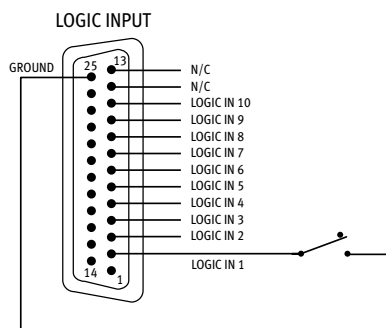 LOGIC INPUT
GROUND
25
13
N/C
N/C
LOGIC IN 10
LOGIC IN 9
LOGIC IN 8
LOGIC IN 7
LOGIC IN 6
LOGIC IN 5
LOGIC IN 4
LOGIC IN 3
LOGIC IN 2
LOGIC IN 1
14
1